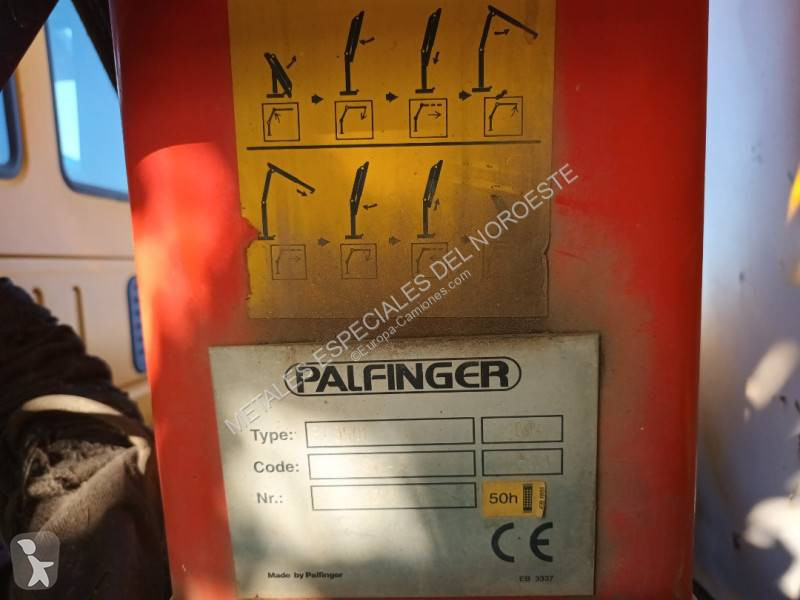 METALES ESPECIALES DEL NOROESTE
©Europa-Camiones.com
PALFINGER
Type:
Code:
Nr.:
50h
CE
Made by Palfinger
EB 3337